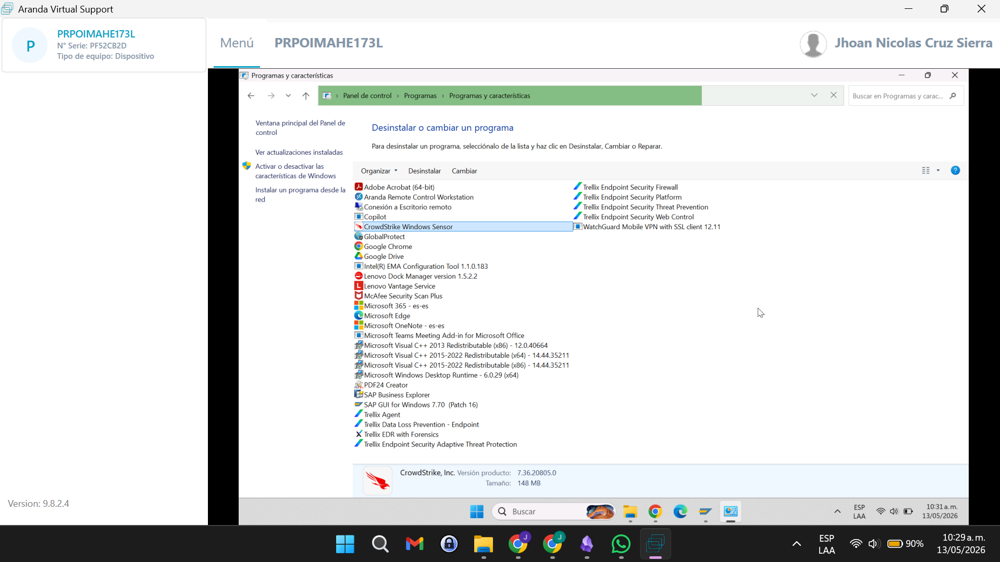 Aranda Virtual Support
P
PRPOIMAHE173L
N° Serie: PF52CB2D
Tipo de equipo: Dispositivo
Menú
PRPOIMAHE173L
Jhoan Nicolas Cruz Sierra
Programas y características
Panel de control > Programas > Programas y características
Buscar en Programas y carac...
Ventana principal del Panel de
control
Ver actualizaciones instaladas
Activar o desactivar las
características de Windows
Instalar un programa desde la
red
Desinstalar o cambiar un programa
Para desinstalar un programa, selecciónalo de la lista y haz clic en Desinstalar, Cambiar o Reparar.
Organizar Desinstalar Cambiar
Adobe Acrobat (64-bit)
Aranda Remote Control Workstation
Conexión a Escritorio remoto
Copilot
CrowdStrike Windows Sensor
GlobalProtect
Google Chrome
Google Drive
Intel(R) EMA Configuration Tool 1.1.0.183
Lenovo Dock Manager version 1.5.2.2
Lenovo Vantage Service
McAfee Security Scan Plus
Microsoft 365 - es-es
Microsoft Edge
Microsoft OneNote - es-es
Microsoft Teams Meeting Add-in for Microsoft Office
Microsoft Visual C++ 2013 Redistributable (x86) - 12.0.40664
Microsoft Visual C++ 2015-2022 Redistributable (x64) - 14.44.35211
Microsoft Visual C++ 2015-2022 Redistributable (x86) - 14.44.35211
Microsoft Windows Desktop Runtime - 6.0.29 (x64)
PDF24 Creator
SAP Business Explorer
SAP GUI for Windows 7.70 (Patch 16)
Trellix Agent
Trellix Data Loss Prevention - Endpoint
Trellix EDR with Forensics
Trellix Endpoint Security Adaptive Threat Protection
Trellix Endpoint Security Firewall
Trellix Endpoint Security Platform
Trellix Endpoint Security Threat Prevention
Trellix Endpoint Security Web Control
WatchGuard Mobile VPN with SSL client 12.11
CrowdStrike, Inc. Versión producto: 7.36.20805.0
Tamaño: 148 MB
Version: 9.8.2.4
Buscar
ESP
LAA
10:31 a. m.
13/05/2026
J
J
ESP
LAA
90%
10:29 a. m.
13/05/2026